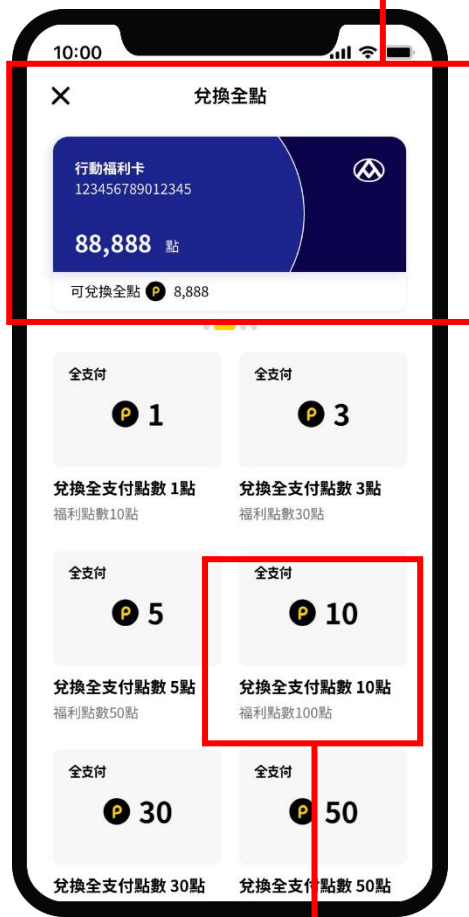 10:00
兌換全點
行動福利卡
123456789012345
88,888 點
可兌換全點 P 8,888
全支付 全支付
P 1 P 3
兌換全支付點數 1點 兌換全支付點數 3點
福利點數10點 福利點數30點
全支付 全支付
P 5 P 10
兌換全支付點數 5點 兌換全支付點數 10點
福利點數50點 福利點數100點
全支付 全支付
P 30 P 50
兌換全支付點數 30點 兌換全支付點數 50點